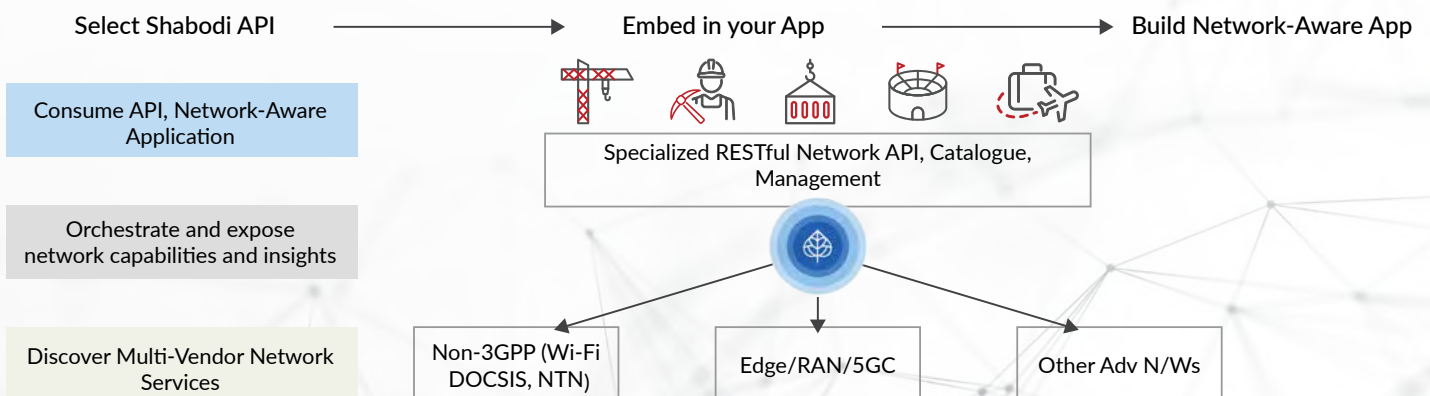 Select Shabodi API
Embed in your App
Build Network-Aware App
Consume API, Network-Aware
Application
Specialized RESTful Network API, Catalogue,
Management
Orchestrate and expose
network capabilities and insights
Discover Multi-Vendor Network
Services
Non-3GPP (Wi-Fi
DOCSIS, NTN)
Edge/RAN/5GC
Other Adv N/Ws